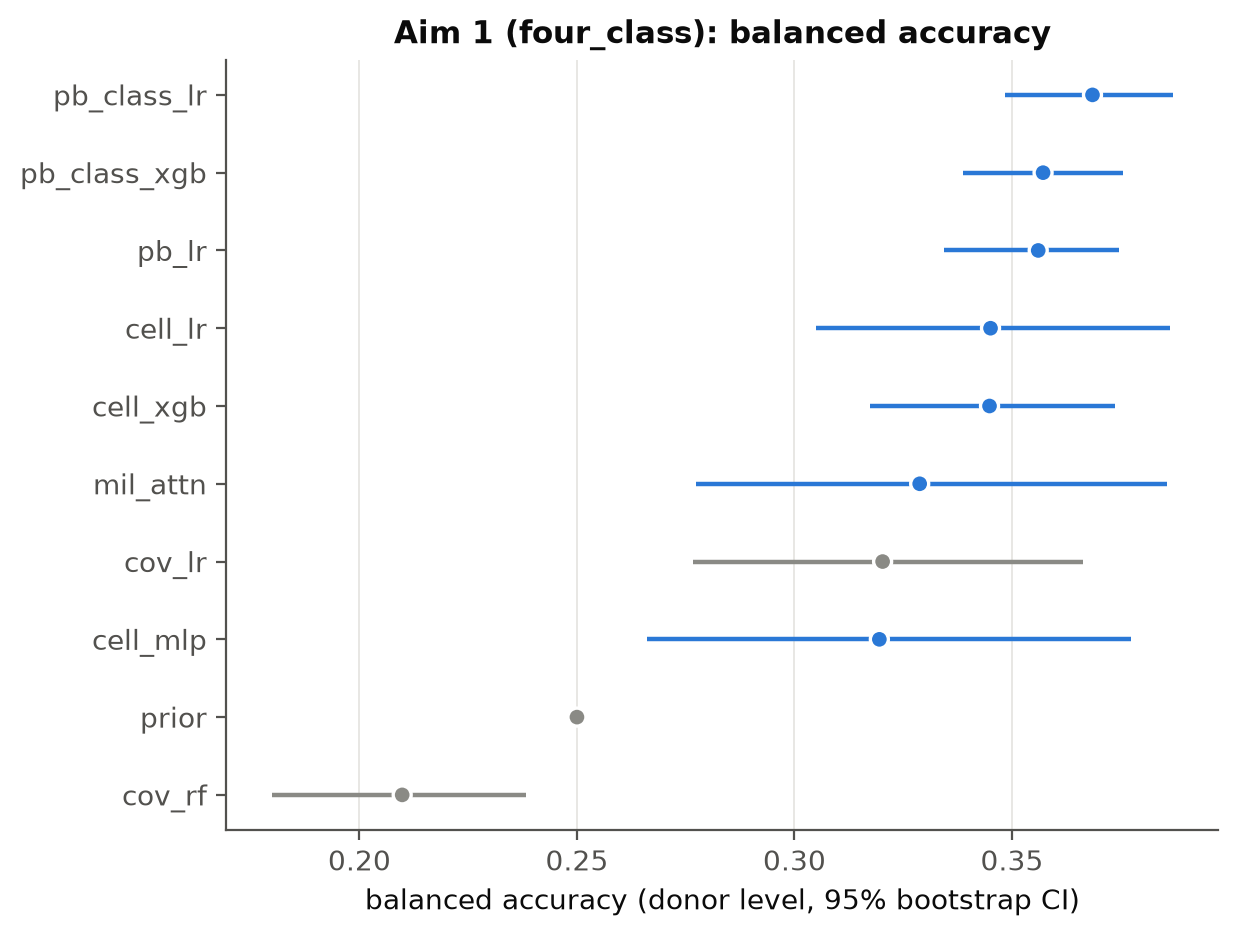 Aim 1 (four_class): balanced accuracy
pb_class_lr
pb_class_xgb
pb_lr
cell_lr
cell_xgb
mil_attn
cov_lr
cell_mlp
prior
cov_rf
0.20 0.25 0.30 0.35
balanced accuracy (donor level, 95% bootstrap CI)